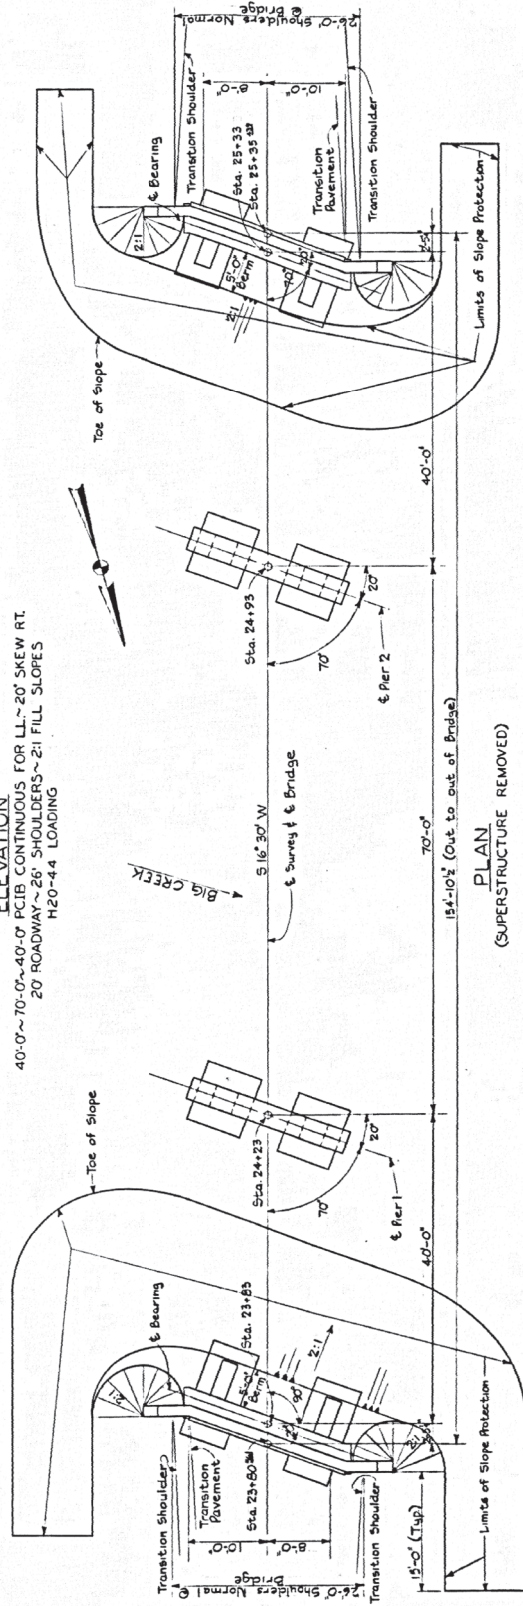 ELEVATION
40'-0"~70'-0"~40'-0" PCIB CONTINUOUS FOR LL~20° SKEW RT.
20' ROADWAY~26' SHOULDERS~2:1 FILL SLOPES
H20-44 LOADING
Toe of Slope
Transition Shoulder
Transition Pavement
℄ Bearing
2:1
Sta. 23+83
5'-0" Berm
90°
Sta. 23+80
10'-0"
8'-0"
26'-0" Shoulders Normal @ Bridge
Transition Shoulder
15'-0" (Typ)
2:1
2:1
Limits of Slope Protection
Sta. 24+23
70°
20°
℄ Pier 1
40'-0"
BIG CREEK
S 16° 30' W
℄ Survey & ℄ Bridge
70'-0"
154'-10½" (Out to out of Bridge)
Sta. 24+93
70°
20°
℄ Pier 2
40'-0"
Toe of Slope
2:1
℄ Bearing
Transition Shoulder
8'-0"
10'-0"
26'-0" Shoulders Normal @ Bridge
Sta. 25+33
Sta. 25+35
5'-0" Berm
2:1
70°
20°
Transition Pavement
Transition Shoulder
Limits of Slope Protection
PLAN
(SUPERSTRUCTURE REMOVED)